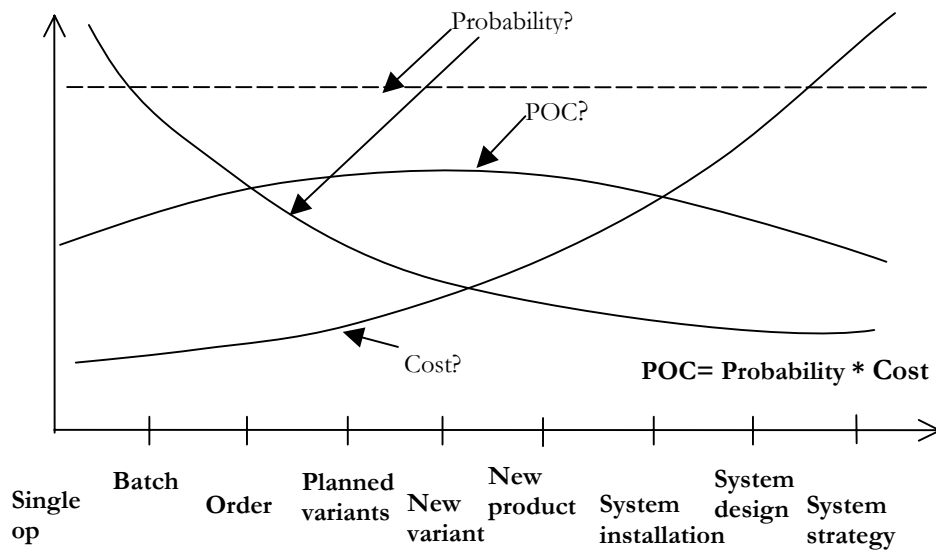 Probability?
POC?
Cost?
POC= Probability * Cost
Single
op
Batch
Order
Planned
variants
New
variant
New
product
System
installation
System
design
System
strategy